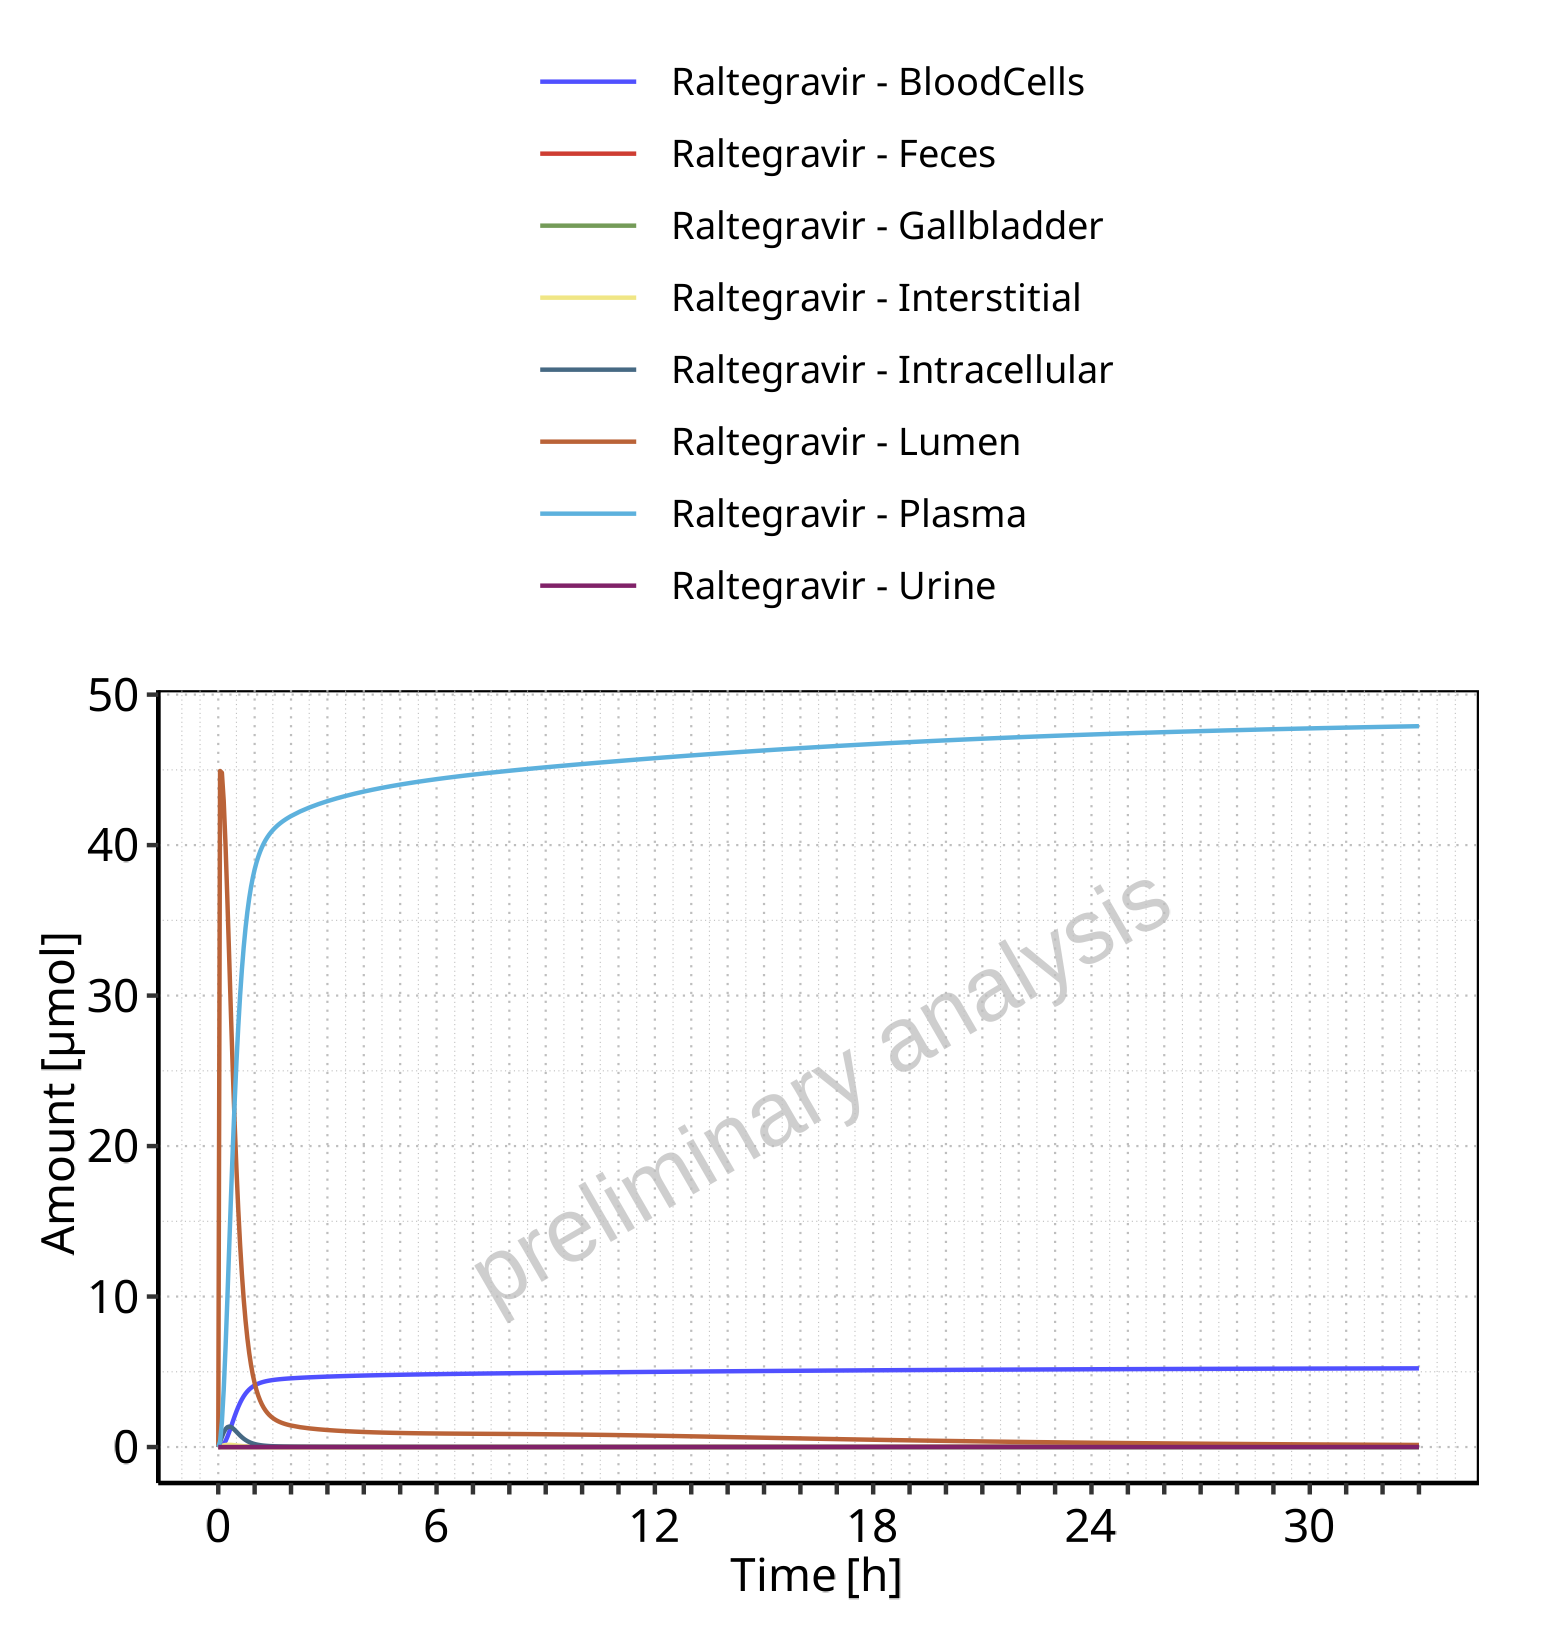 Raltegravir - BloodCells
Raltegravir - Feces
Raltegravir - Gallbladder
Raltegravir - Interstitial
Raltegravir - Intracellular
Raltegravir - Lumen
Raltegravir - Plasma
Raltegravir - Urine
50
40
30
20
10
0
Amount [µmol]
preliminary analysis
0 6 12 18 24 30
Time [h]